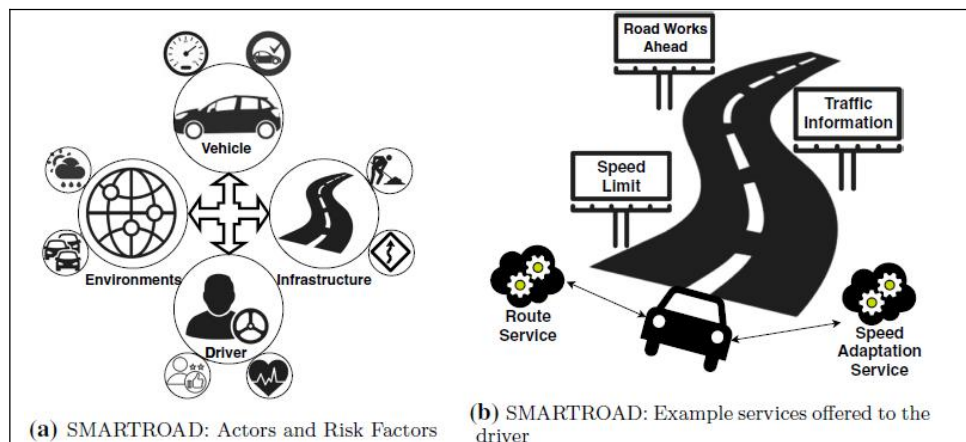 Vehicle
Environments
Infrastructure
Driver
(a) SMARTROAD: Actors and Risk Factors
Road Works
Ahead
Traffic
Information
Speed
Limit
Route
Service
Speed
Adaptation
Service
(b) SMARTROAD: Example services offered to the
driver